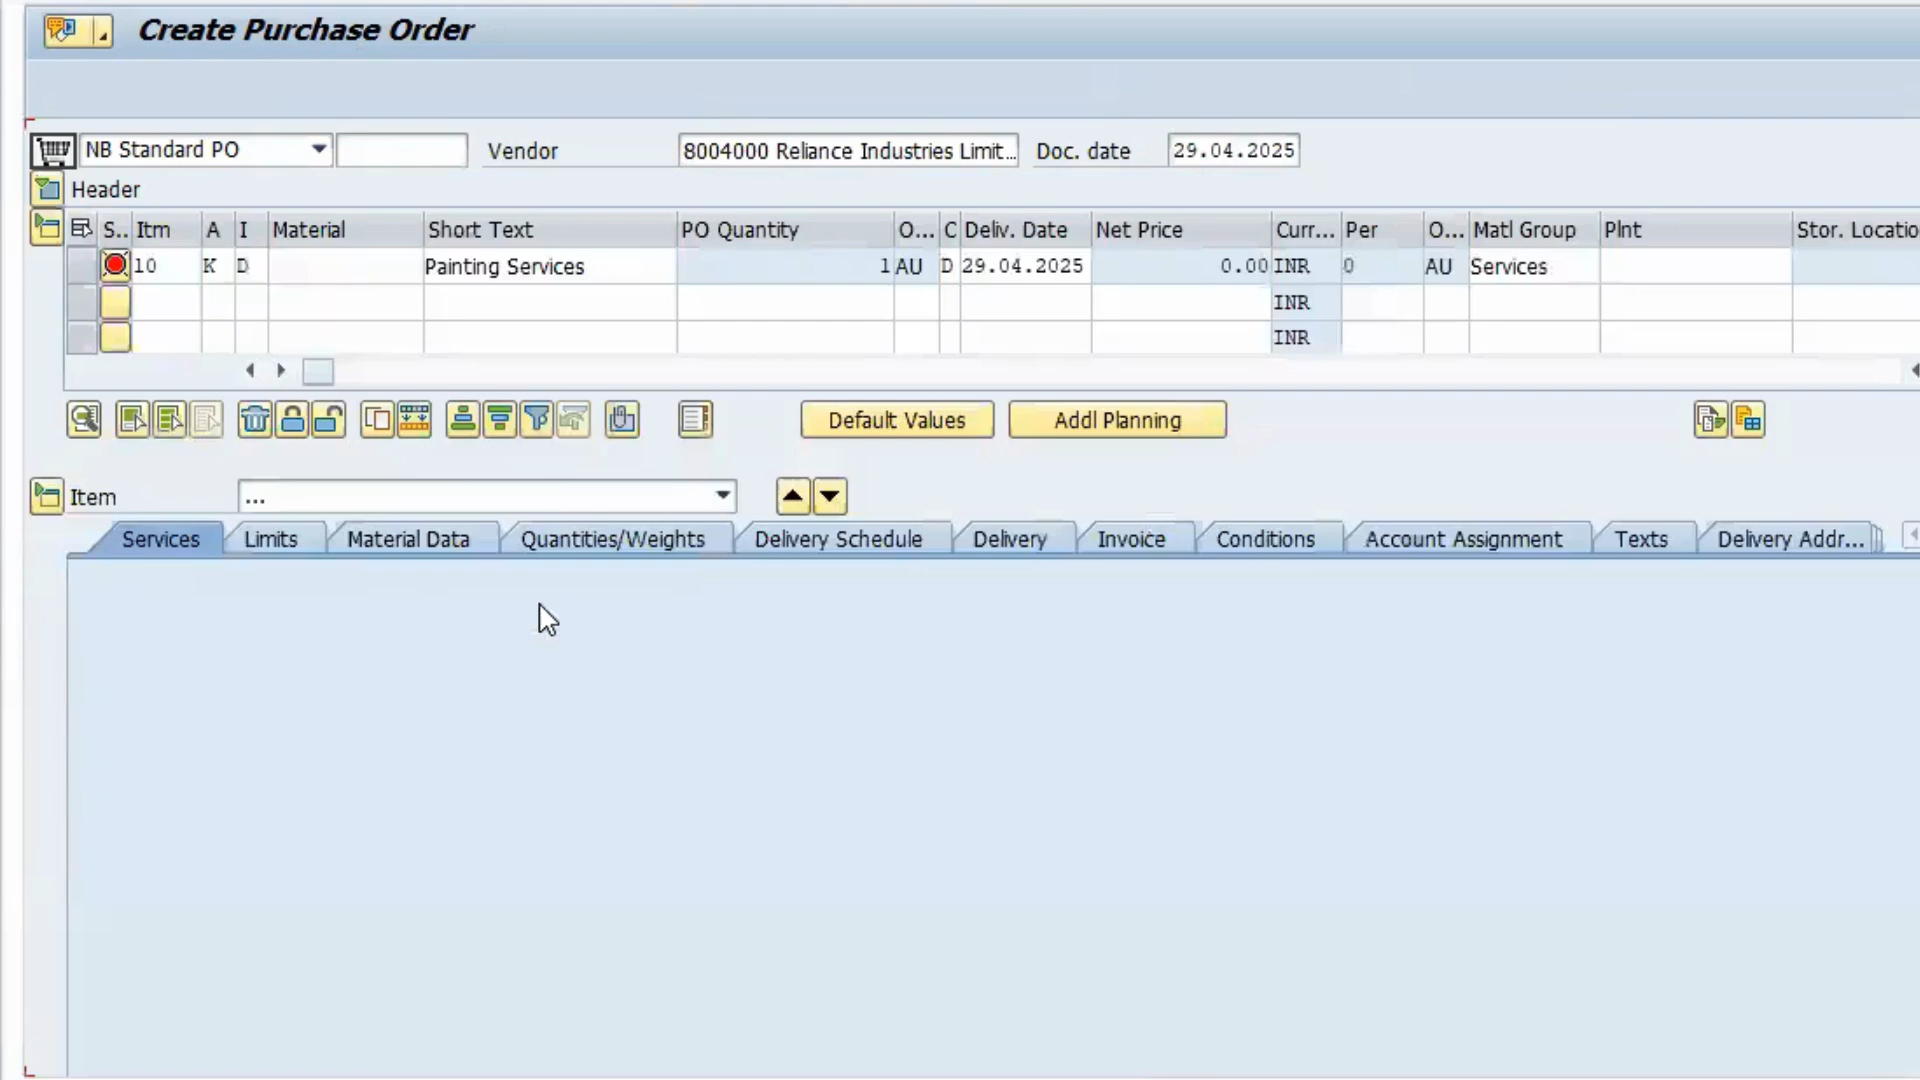 Create Purchase Order
NB Standard PO Vendor 8004000 Reliance Industries Limit... Doc. date 29.04.2025
Header
S.. Itm A I Material Short Text PO Quantity O... C Deliv. Date Net Price Curr... Per O... Matl Group Plnt Stor. Locatio
10 K D Painting Services 1 AU D 29.04.2025 0.00 INR 0 AU Services
INR
INR
Default Values Addl Planning
Item ...
Services Limits Material Data Quantities/Weights Delivery Schedule Delivery Invoice Conditions Account Assignment Texts Delivery Addr...